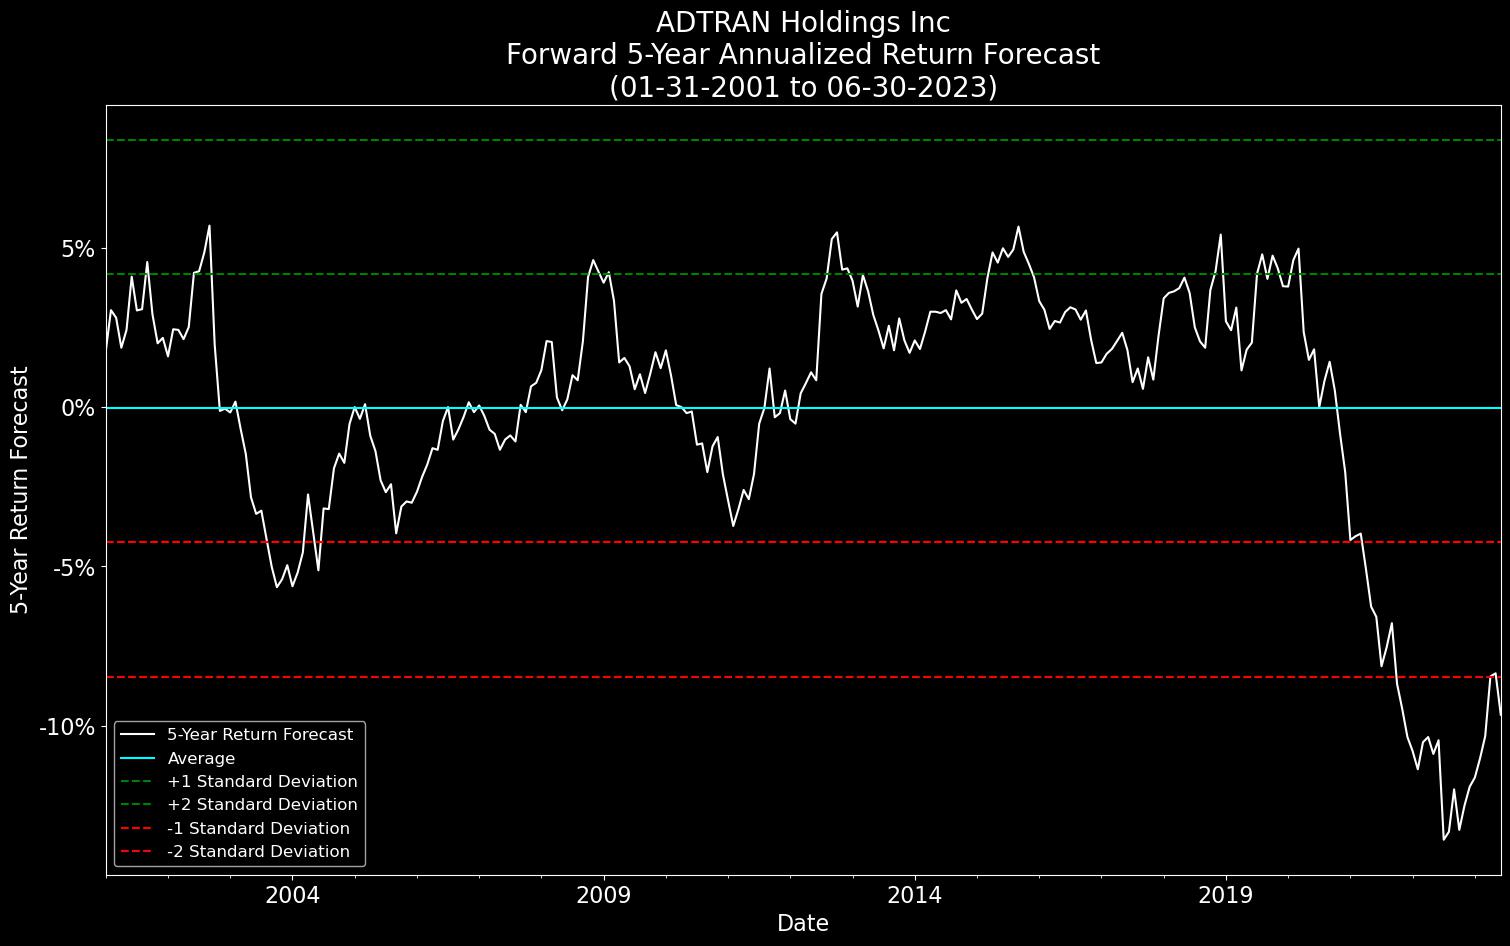 ADTRAN Holdings Inc
Forward 5-Year Annualized Return Forecast
(01-31-2001 to 06-30-2023)
5-Year Return Forecast
5%
0%
-5%
-10%
5-Year Return Forecast
Average
+1 Standard Deviation
+2 Standard Deviation
-1 Standard Deviation
-2 Standard Deviation
2004
2009
2014
2019
Date